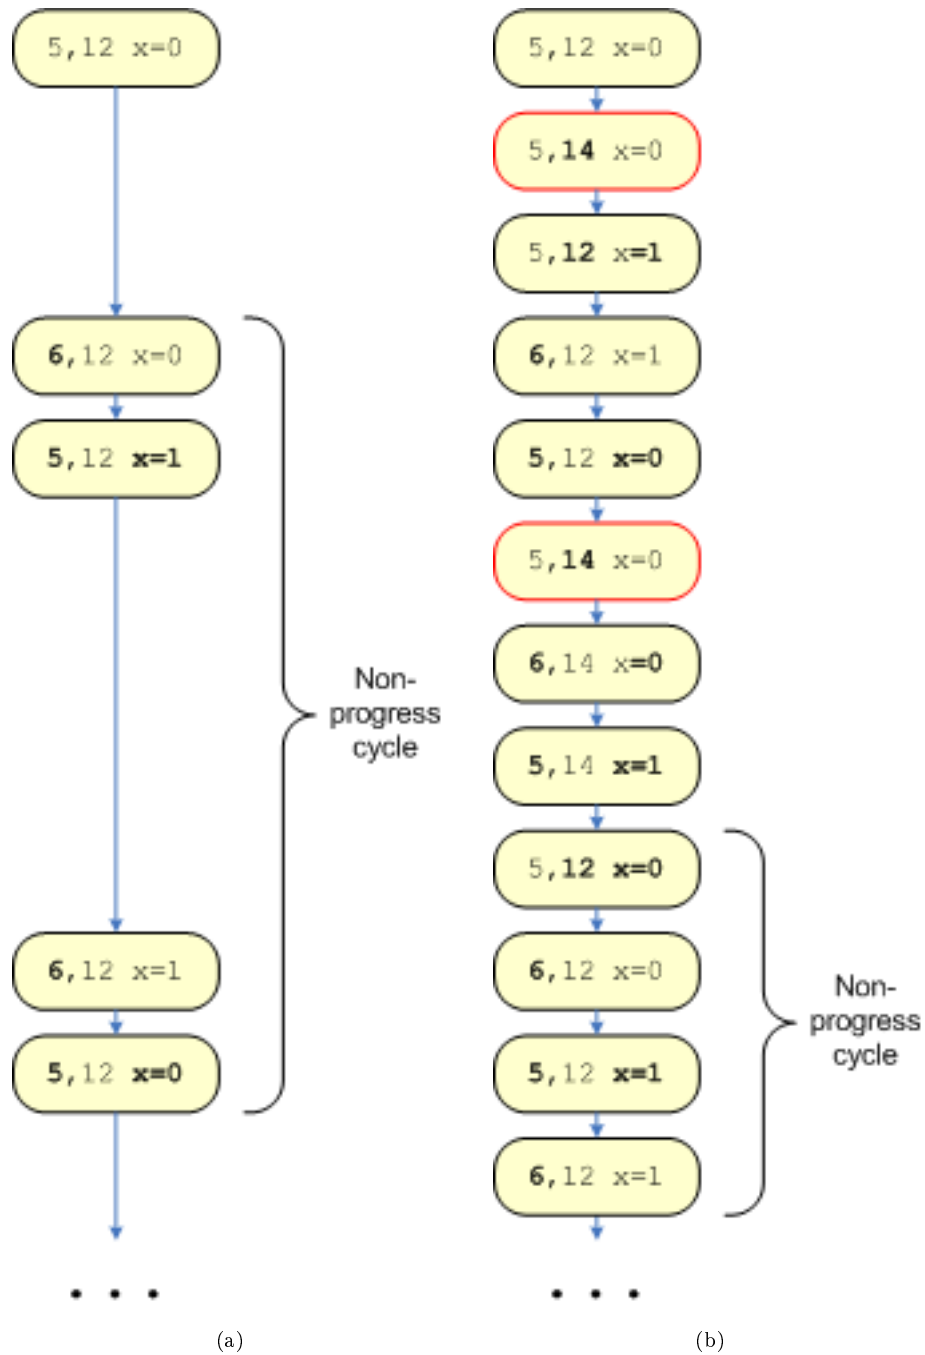 5,12 x=0
6,12 x=0
5,12 x=1
6,12 x=1
5,12 x=0
Non-
progress
cycle
. . .
(a)
5,12 x=0
5,14 x=0
5,12 x=1
6,12 x=1
5,12 x=0
5,14 x=0
6,14 x=0
5,14 x=1
5,12 x=0
6,12 x=0
5,12 x=1
6,12 x=1
Non-
progress
cycle
. . .
(b)